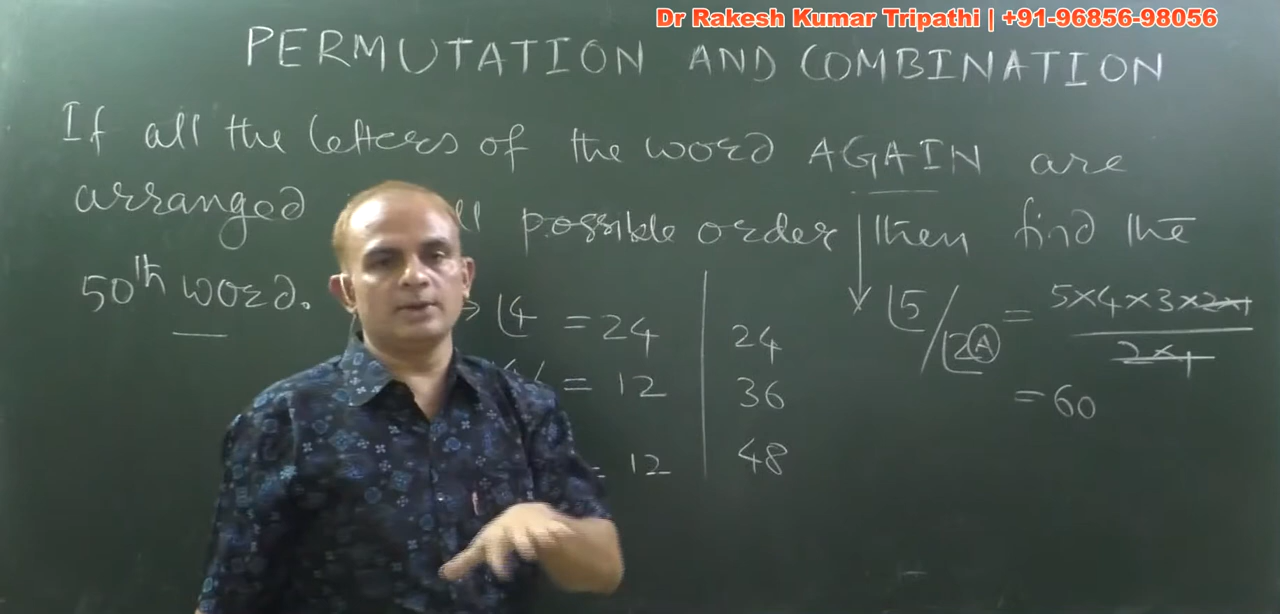 Dr Rakesh Kumar Tripathi | +91-96856-98056
PERMUTATION AND COMBINATION
If all the letters of the word AGAIN are
arranged possible order then find the
50th word.
→ ⌊4 = 24 | 24
= 12 | 36
= 12 | 48
⌊5 / ⌊2 Ⓐ = 5×4×3×2×1 / 2×1
= 60